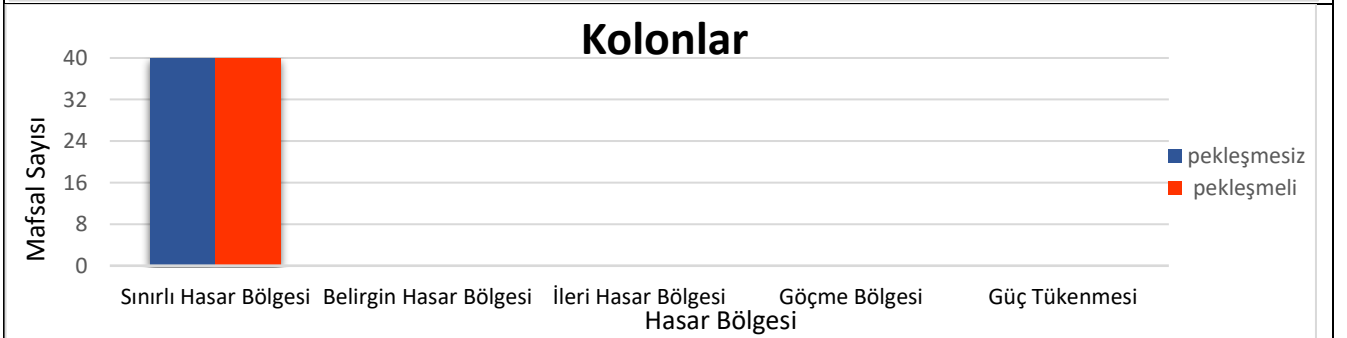 Kolonlar
40
32
24
16
8
0
Mafsal Sayısı
Sınırlı Hasar Bölgesi Belirgin Hasar Bölgesi İleri Hasar Bölgesi Göçme Bölgesi Güç Tükenmesi
Hasar Bölgesi
pekleşmesiz
pekleşmeli